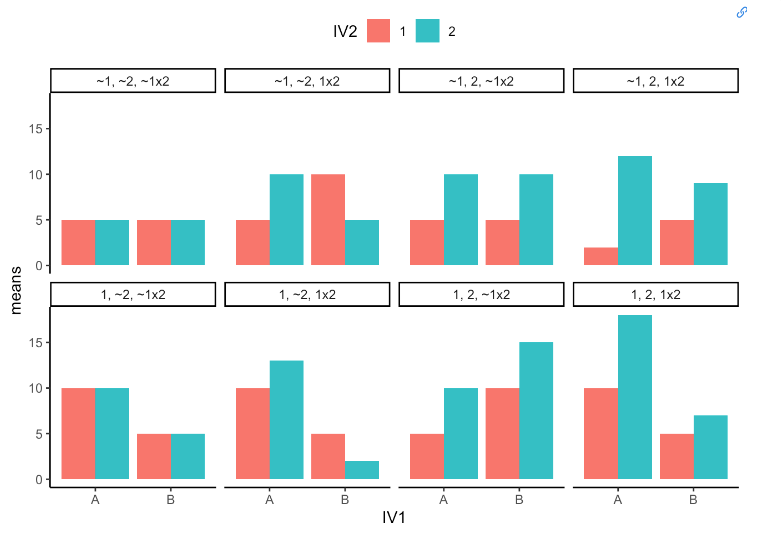 IV2 1 2
~1, ~2, ~1x2 ~1, ~2, 1x2 ~1, 2, ~1x2 ~1, 2, 1x2
15
10
5
0
means
1, ~2, ~1x2 1, ~2, 1x2 1, 2, ~1x2 1, 2, 1x2
15
10
5
0
A B A B A B A B
IV1